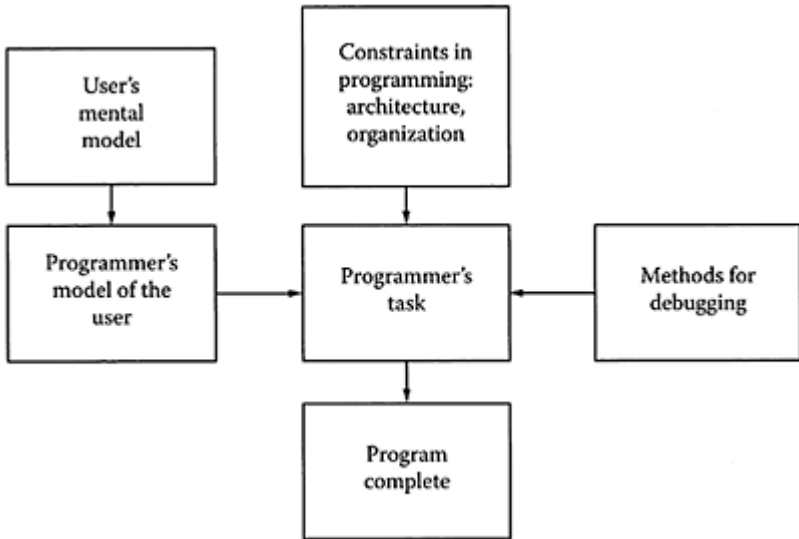 User's
mental
model
Constraints in
programming:
architecture,
organization
Programmer's
model of the
user
Programmer's
task
Methods for
debugging
Program
complete